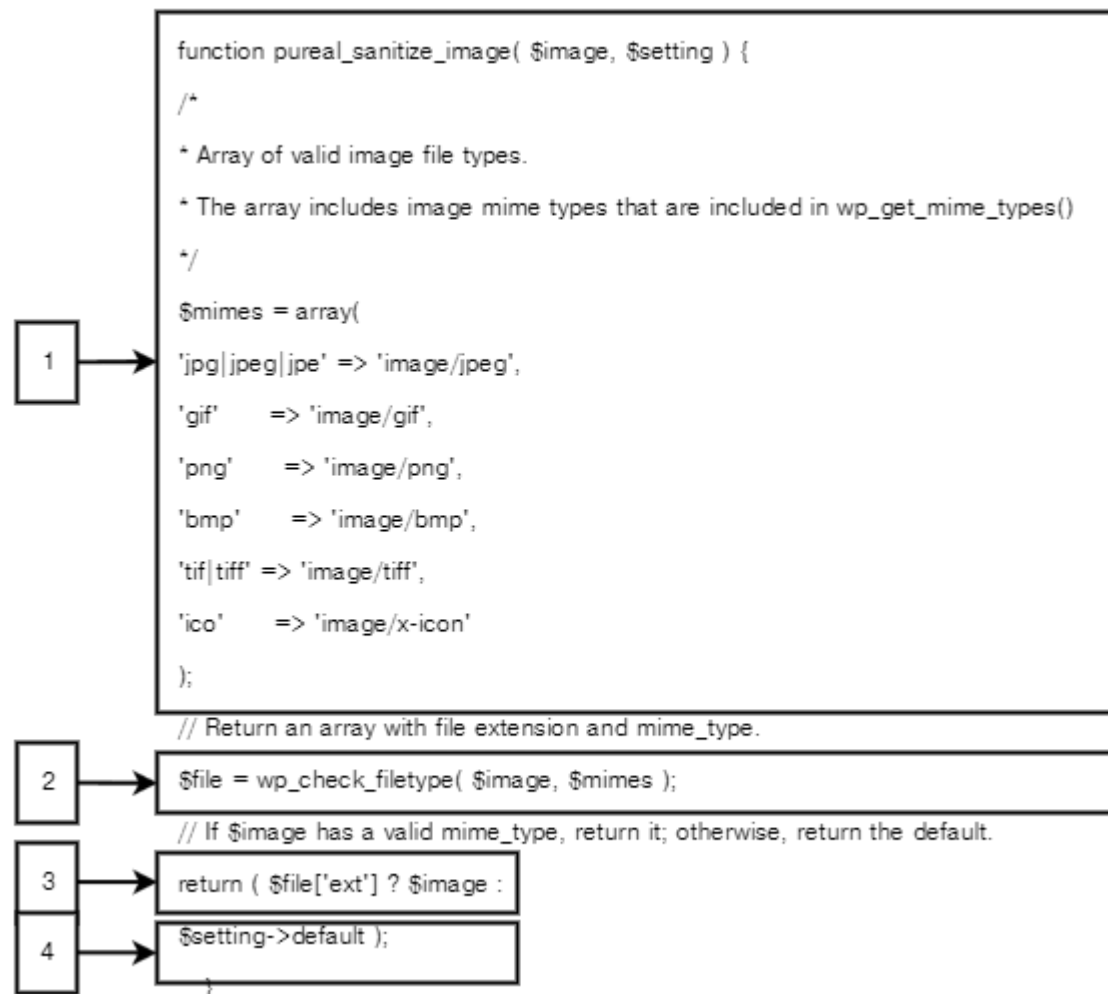 function pureal_sanitize_image( $image, $setting ) {
/*
* Array of valid image file types.
* The array includes image mime types that are included in wp_get_mime_types()
*/
$mimes = array(
1
'jpg|jpeg|jpe' => 'image/jpeg',
'gif' => 'image/gif',
'png' => 'image/png',
'bmp' => 'image/bmp',
'tif|tiff' => 'image/tiff',
'ico' => 'image/x-icon'
);
// Return an array with file extension and mime_type.
2
$file = wp_check_filetype( $image, $mimes );
// If $image has a valid mime_type, return it; otherwise, return the default.
3
return ( $file['ext'] ? $image :
4
$setting->default );
}